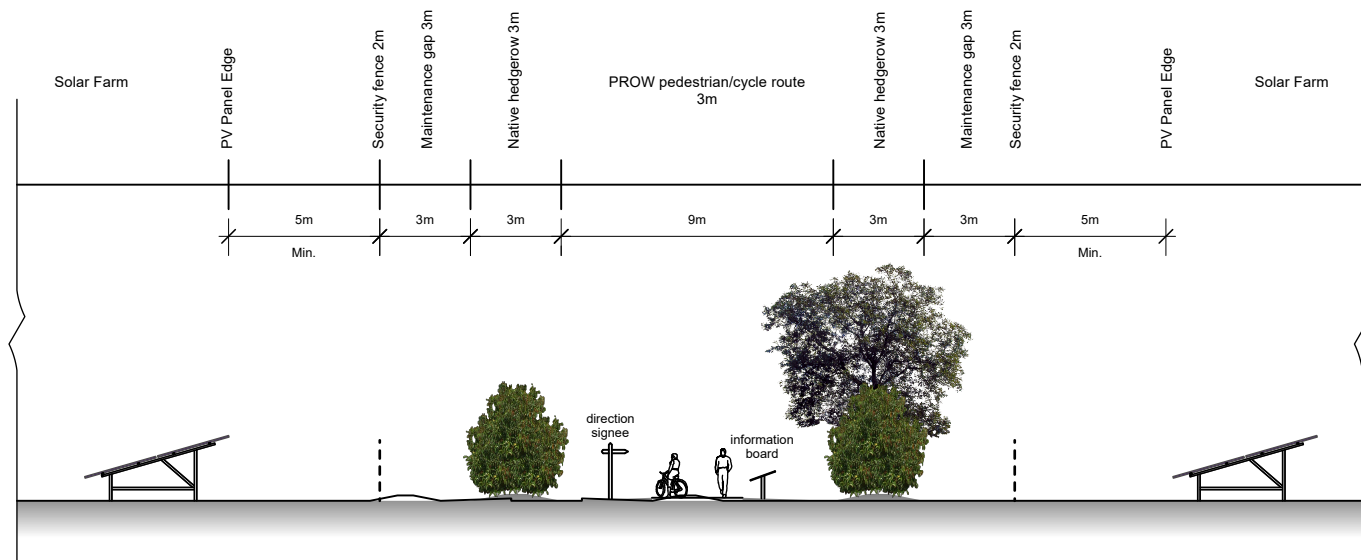 Solar Farm
PV Panel Edge
Security fence 2m
Maintenance gap 3m
Native hedgerow 3m
PROW pedestrian/cycle route
3m
Native hedgerow 3m
Maintenance gap 3m
Security fence 2m
PV Panel Edge
Solar Farm
5m
Min.
3m
3m
9m
3m
3m
5m
Min.
direction
signee
information
board